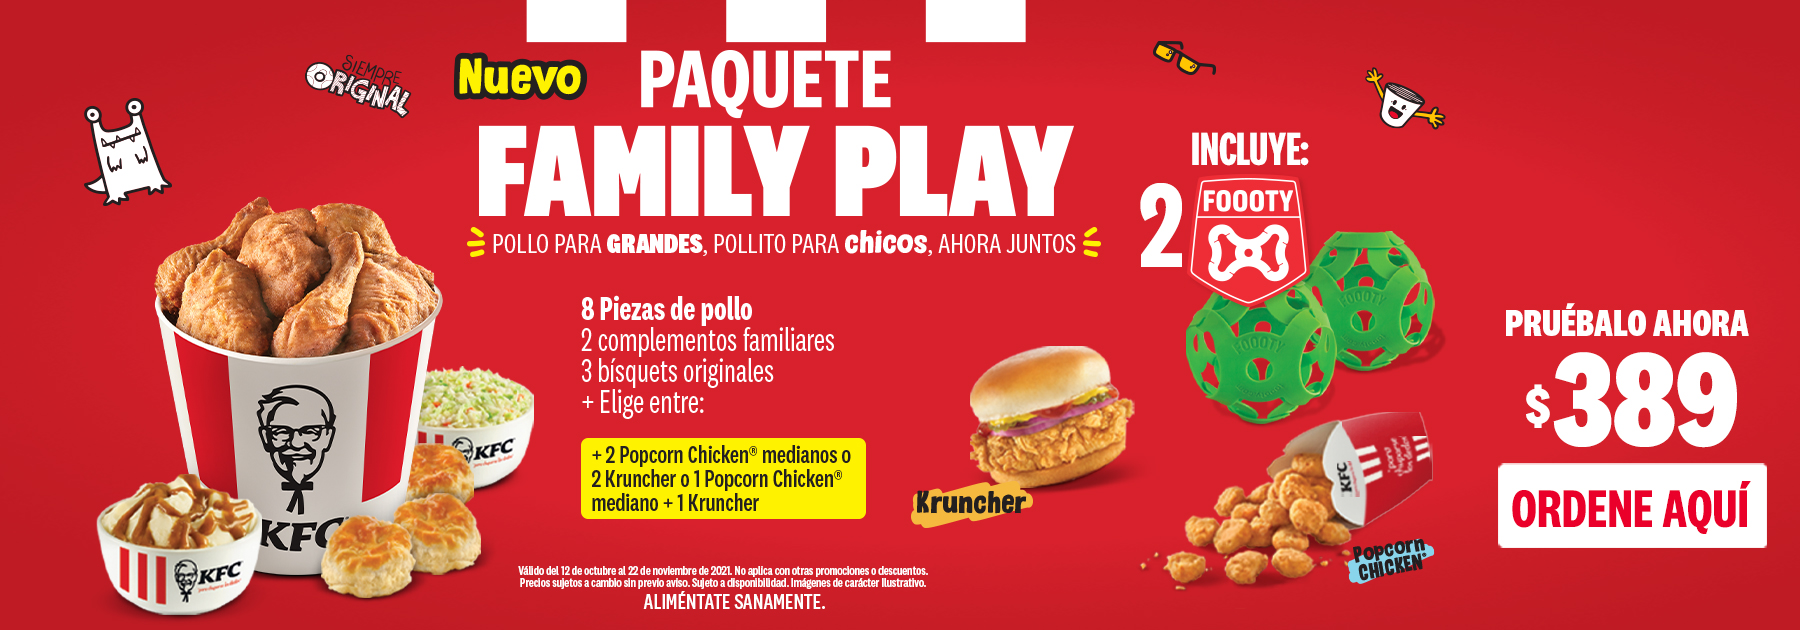 SIEMPRE
ORIGINAL
Nuevo
PAQUETE
FAMILY PLAY
POLLO PARA GRANDES, POLLITO PARA chicos, AHORA JUNTOS
8 Piezas de pollo
2 complementos familiares
3 bísquets originales
+ Elige entre:
+ 2 Popcorn Chicken® medianos o
2 Kruncher o 1 Popcorn Chicken®
mediano + 1 Kruncher
INCLUYE:
2
FOOOTY
FOOOTY
FOOOTY
Kruncher
KFC
Popcorn
CHICKEN®
PRUÉBALO AHORA
$389
ORDENE AQUÍ
KFC
KFC
KFC
Válido del 12 de octubre al 22 de noviembre de 2021. No aplica con otras promociones o descuentos.
Precios sujetos a cambio sin previo aviso. Sujeto a disponibilidad. Imágenes de carácter ilustrativo.
ALIMÉNTATE SANAMENTE.